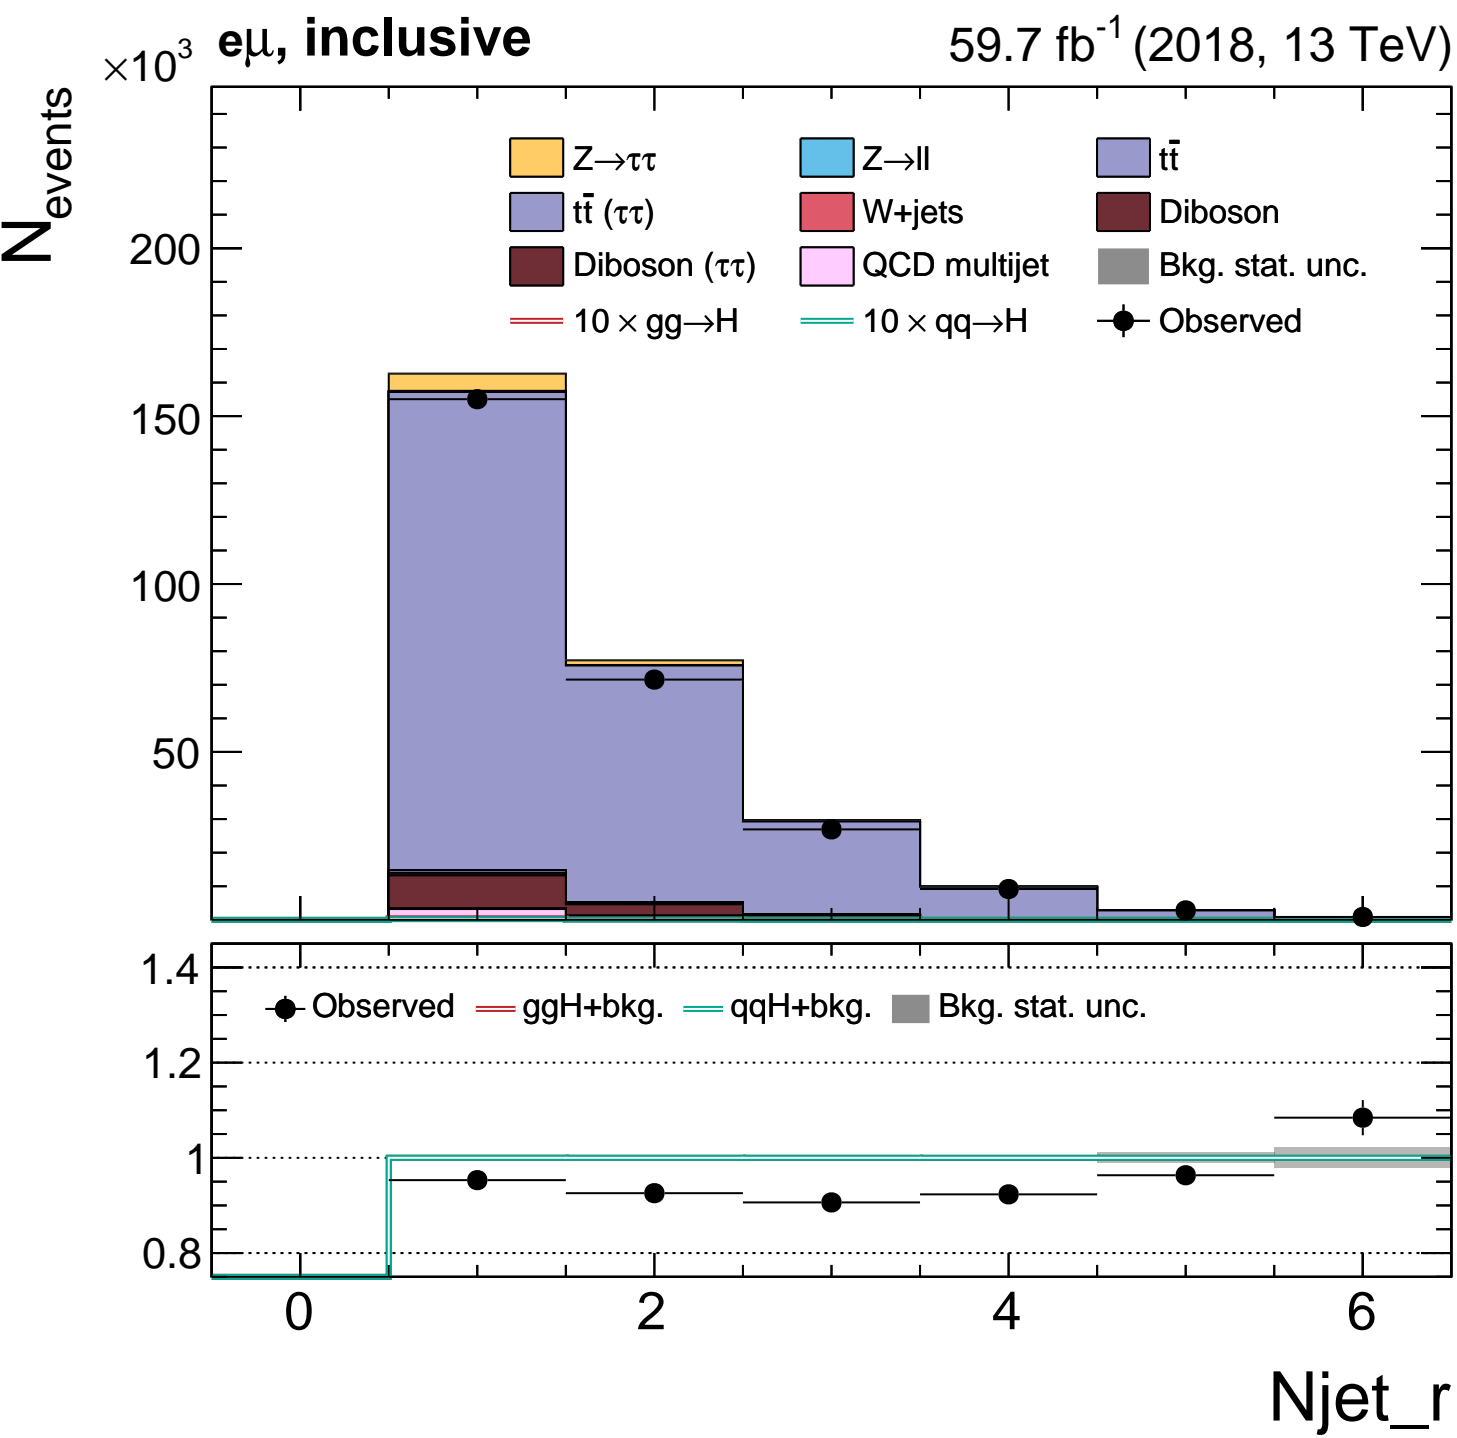 ×10³ eμ, inclusive 59.7 fb⁻¹ (2018, 13 TeV)
N_events
Z→ττ Z→ll tt̄
tt̄ (ττ) W+jets Diboson
Diboson (ττ) QCD multijet Bkg. stat. unc.
10 × gg→H 10 × qq→H Observed
200
150
100
50
1.4
Observed ggH+bkg. qqH+bkg. Bkg. stat. unc.
1.2
1
0.8
0 2 4 6
Njet_r